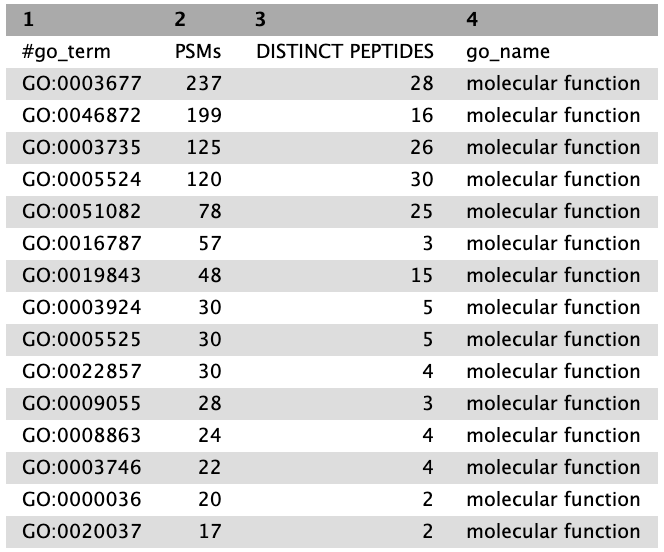 1 2 3 4
#go_term PSMs DISTINCT PEPTIDES go_name
GO:0003677 237 28 molecular function
GO:0046872 199 16 molecular function
GO:0003735 125 26 molecular function
GO:0005524 120 30 molecular function
GO:0051082 78 25 molecular function
GO:0016787 57 3 molecular function
GO:0019843 48 15 molecular function
GO:0003924 30 5 molecular function
GO:0005525 30 5 molecular function
GO:0022857 30 4 molecular function
GO:0009055 28 3 molecular function
GO:0008863 24 4 molecular function
GO:0003746 22 4 molecular function
GO:0000036 20 2 molecular function
GO:0020037 17 2 molecular function